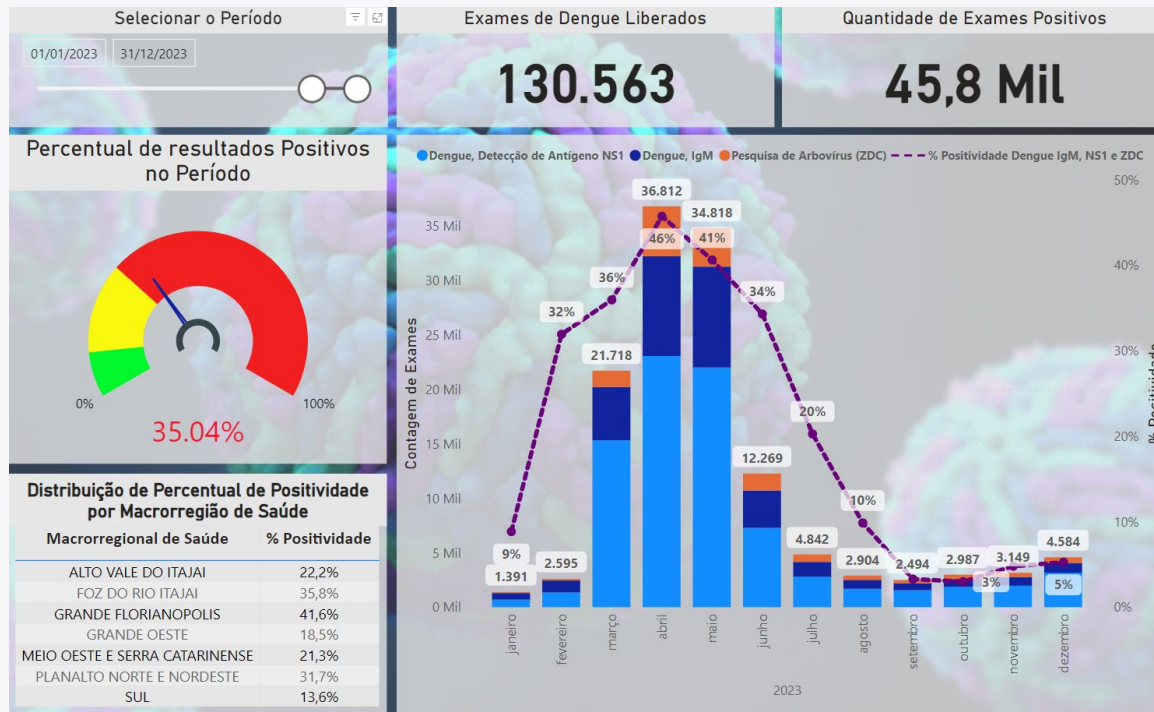 Selecionar o Período
01/01/2023
31/12/2023
Exames de Dengue Liberados
130.563
Quantidade de Exames Positivos
45,8 Mil
Percentual de resultados Positivos
no Período
0%
100%
35.04%
Distribuição de Percentual de Positividade
por Macrorregião de Saúde
Macrorregional de Saúde % Positividade
ALTO VALE DO ITAJAI 22,2%
FOZ DO RIO ITAJAI 35,8%
GRANDE FLORIANOPOLIS 41,6%
GRANDE OESTE 18,5%
MEIO OESTE E SERRA CATARINENSE 21,3%
PLANALTO NORTE E NORDESTE 31,7%
SUL 13,6%
Dengue, Detecção de Antígeno NS1 Dengue, IgM Pesquisa de Arbovírus (ZDC) % Positividade Dengue IgM, NS1 e ZDC
Contagem de Exames
35 Mil
30 Mil
25 Mil
20 Mil
15 Mil
10 Mil
5 Mil
0 Mil
1.391
2.595
21.718
36.812
34.818
12.269
4.842
2.904
2.494
2.987
3.149
4.584
9%
32%
36%
46%
41%
34%
20%
10%
3%
5%
50%
40%
30%
20%
10%
0%
% Positividade
janeiro
fevereiro
março
abril
maio
junho
julho
agosto
setembro
outubro
novembro
dezembro
2023